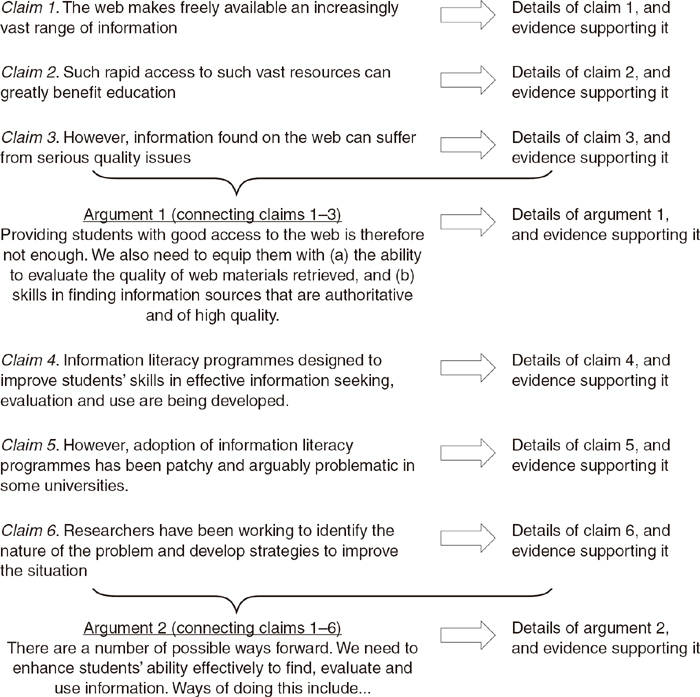 Claim 1. The web makes freely available an increasingly
vast range of information
Details of claim 1, and
evidence supporting it
Claim 2. Such rapid access to such vast resources can
greatly benefit education
Details of claim 2, and
evidence supporting it
Claim 3. However, information found on the web can suffer
from serious quality issues
Details of claim 3, and
evidence supporting it
Argument 1 (connecting claims 1–3)
Providing students with good access to the web is therefore
not enough. We also need to equip them with (a) the ability
to evaluate the quality of web materials retrieved, and (b)
skills in finding information sources that are authoritative
and of high quality.
Details of argument 1,
and evidence supporting it
Claim 4. Information literacy programmes designed to
improve students’ skills in effective information seeking,
evaluation and use are being developed.
Details of claim 4, and
evidence supporting it
Claim 5. However, adoption of information literacy
programmes has been patchy and arguably problematic in
some universities.
Details of claim 5, and
evidence supporting it
Claim 6. Researchers have been working to identify the
nature of the problem and develop strategies to improve
the situation
Details of claim 6, and
evidence supporting it
Argument 2 (connecting claims 1–6)
There are a number of possible ways forward. We need to
enhance students’ ability effectively to find, evaluate and
use information. Ways of doing this include...
Details of argument 2,
and evidence supporting it